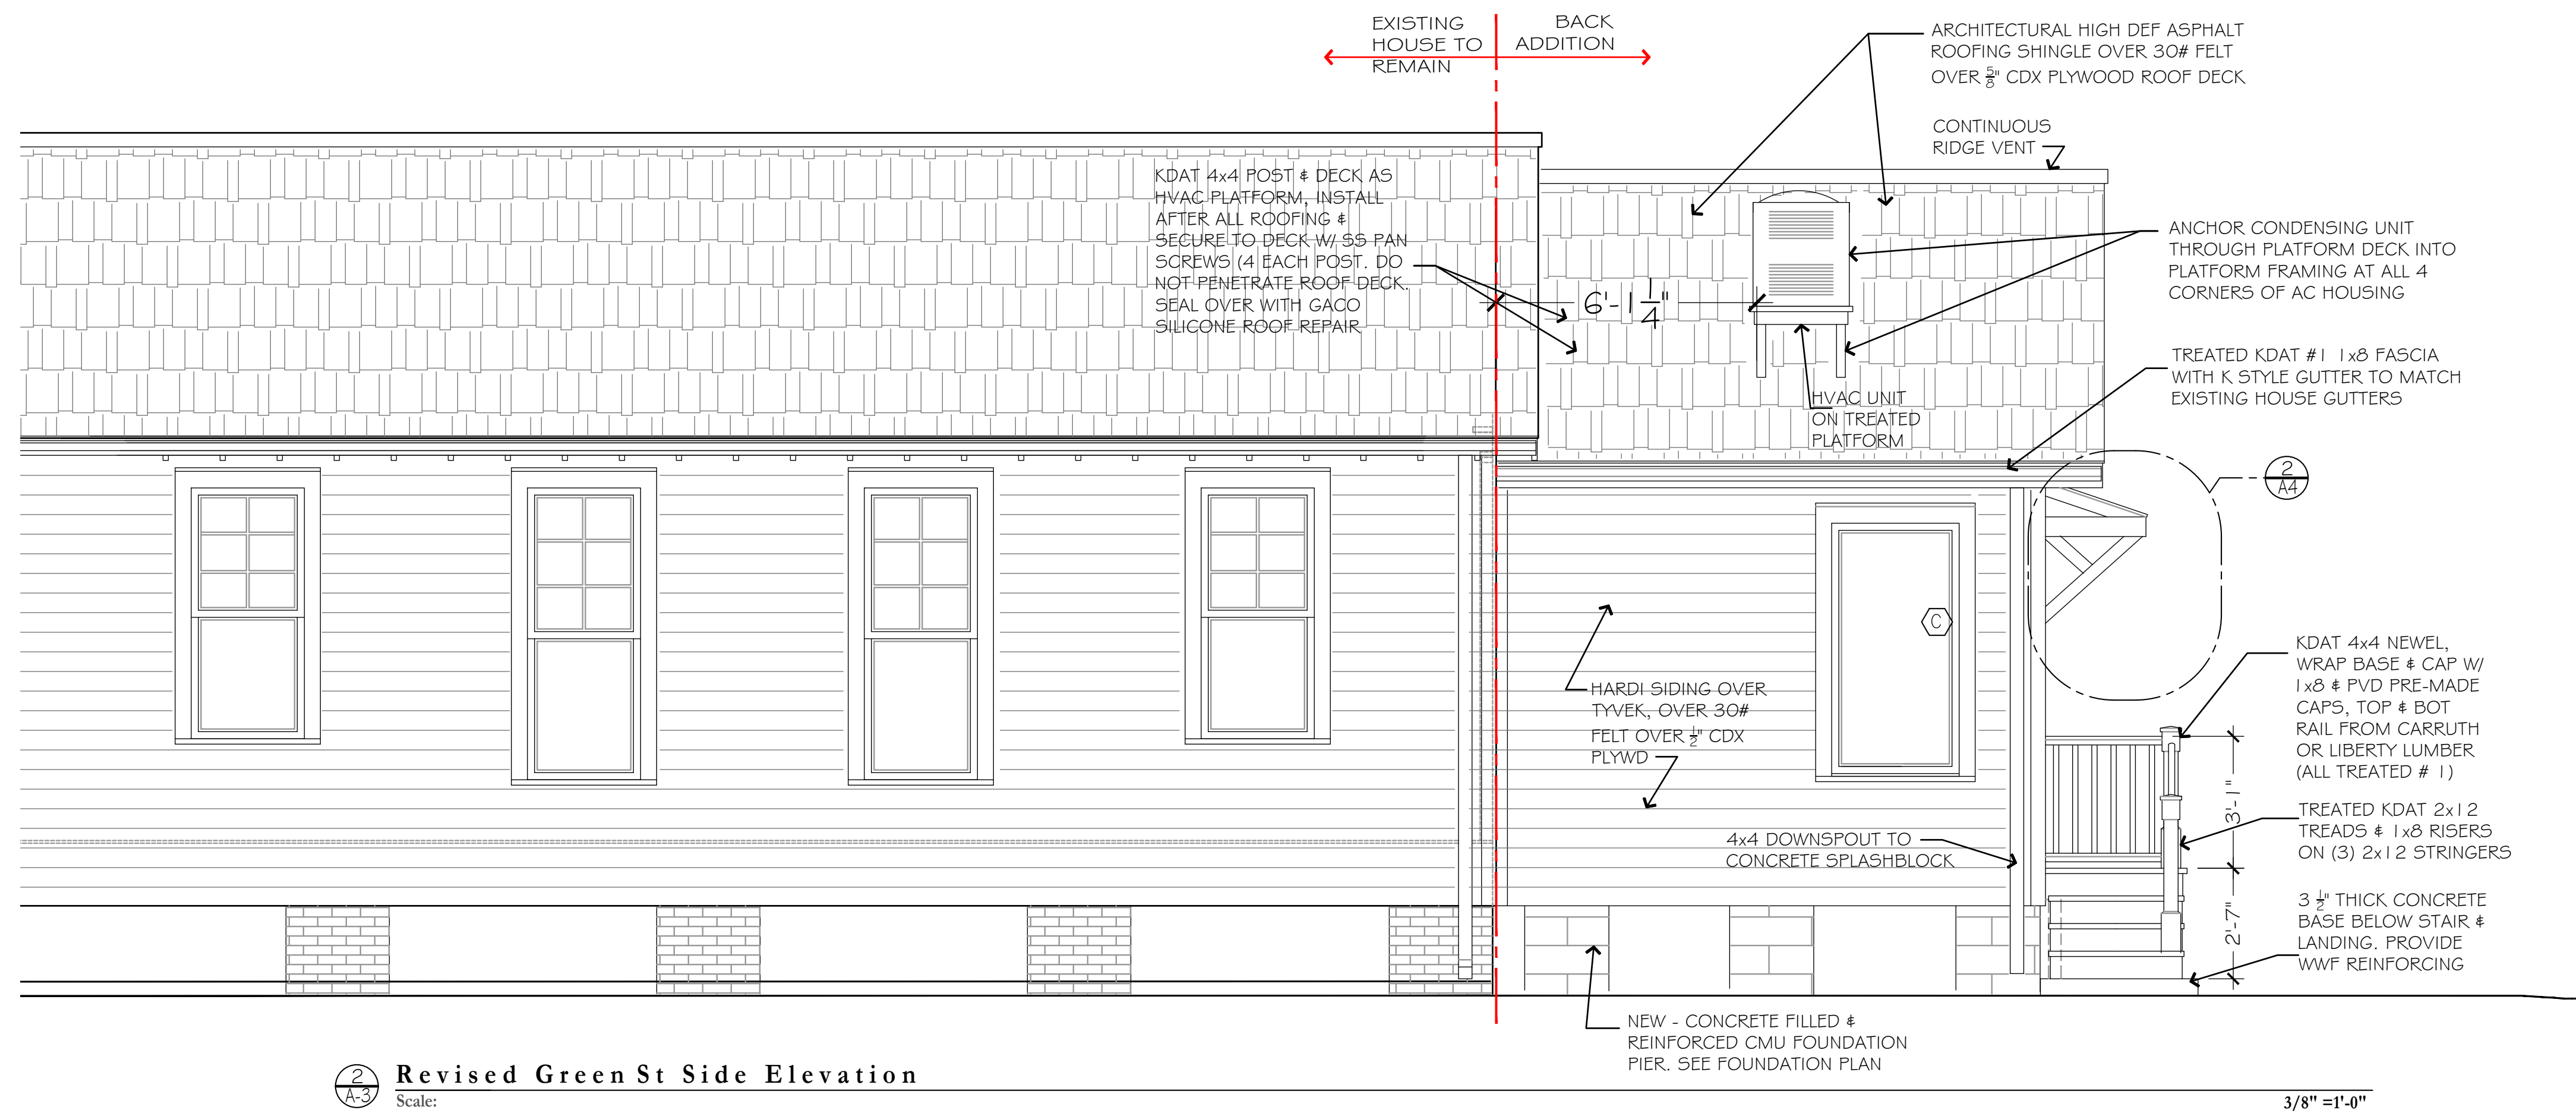 EXISTING
HOUSE TO
REMAIN
BACK
ADDITION
ARCHITECTURAL HIGH DEF ASPHALT
ROOFING SHINGLE OVER 30# FELT
OVER 5/8" CDX PLYWOOD ROOF DECK
CONTINUOUS
RIDGE VENT
KDAT 4x4 POST & DECK AS
HVAC PLATFORM, INSTALL
AFTER ALL ROOFING &
SECURE TO DECK W/ SS PAN
SCREWS (4 EACH POST. DO
NOT PENETRATE ROOF DECK.
SEAL OVER WITH GACO
SILICONE ROOF REPAIR
6'-1 1/4"
ANCHOR CONDENSING UNIT
THROUGH PLATFORM DECK INTO
PLATFORM FRAMING AT ALL 4
CORNERS OF AC HOUSING
TREATED KDAT #1 1x8 FASCIA
WITH K STYLE GUTTER TO MATCH
EXISTING HOUSE GUTTERS
HVAC UNIT
ON TREATED
PLATFORM
2
A4
C
KDAT 4x4 NEWEL,
WRAP BASE & CAP W/
1x8 & PVD PRE-MADE
CAPS, TOP & BOT
RAIL FROM CARRUTH
OR LIBERTY LUMBER
(ALL TREATED # 1)
HARDI SIDING OVER
TYVEK, OVER 30#
FELT OVER 1/2" CDX
PLYWD
3'-1"
TREATED KDAT 2x12
TREADS & 1x8 RISERS
ON (3) 2x12 STRINGERS
4x4 DOWNSPOUT TO
CONCRETE SPLASHBLOCK
2'-7"
3 1/2" THICK CONCRETE
BASE BELOW STAIR &
LANDING. PROVIDE
WWF REINFORCING
NEW - CONCRETE FILLED &
REINFORCED CMU FOUNDATION
PIER. SEE FOUNDATION PLAN
2
A-3
Revised Green St Side Elevation
Scale:
3/8" =1'-0"